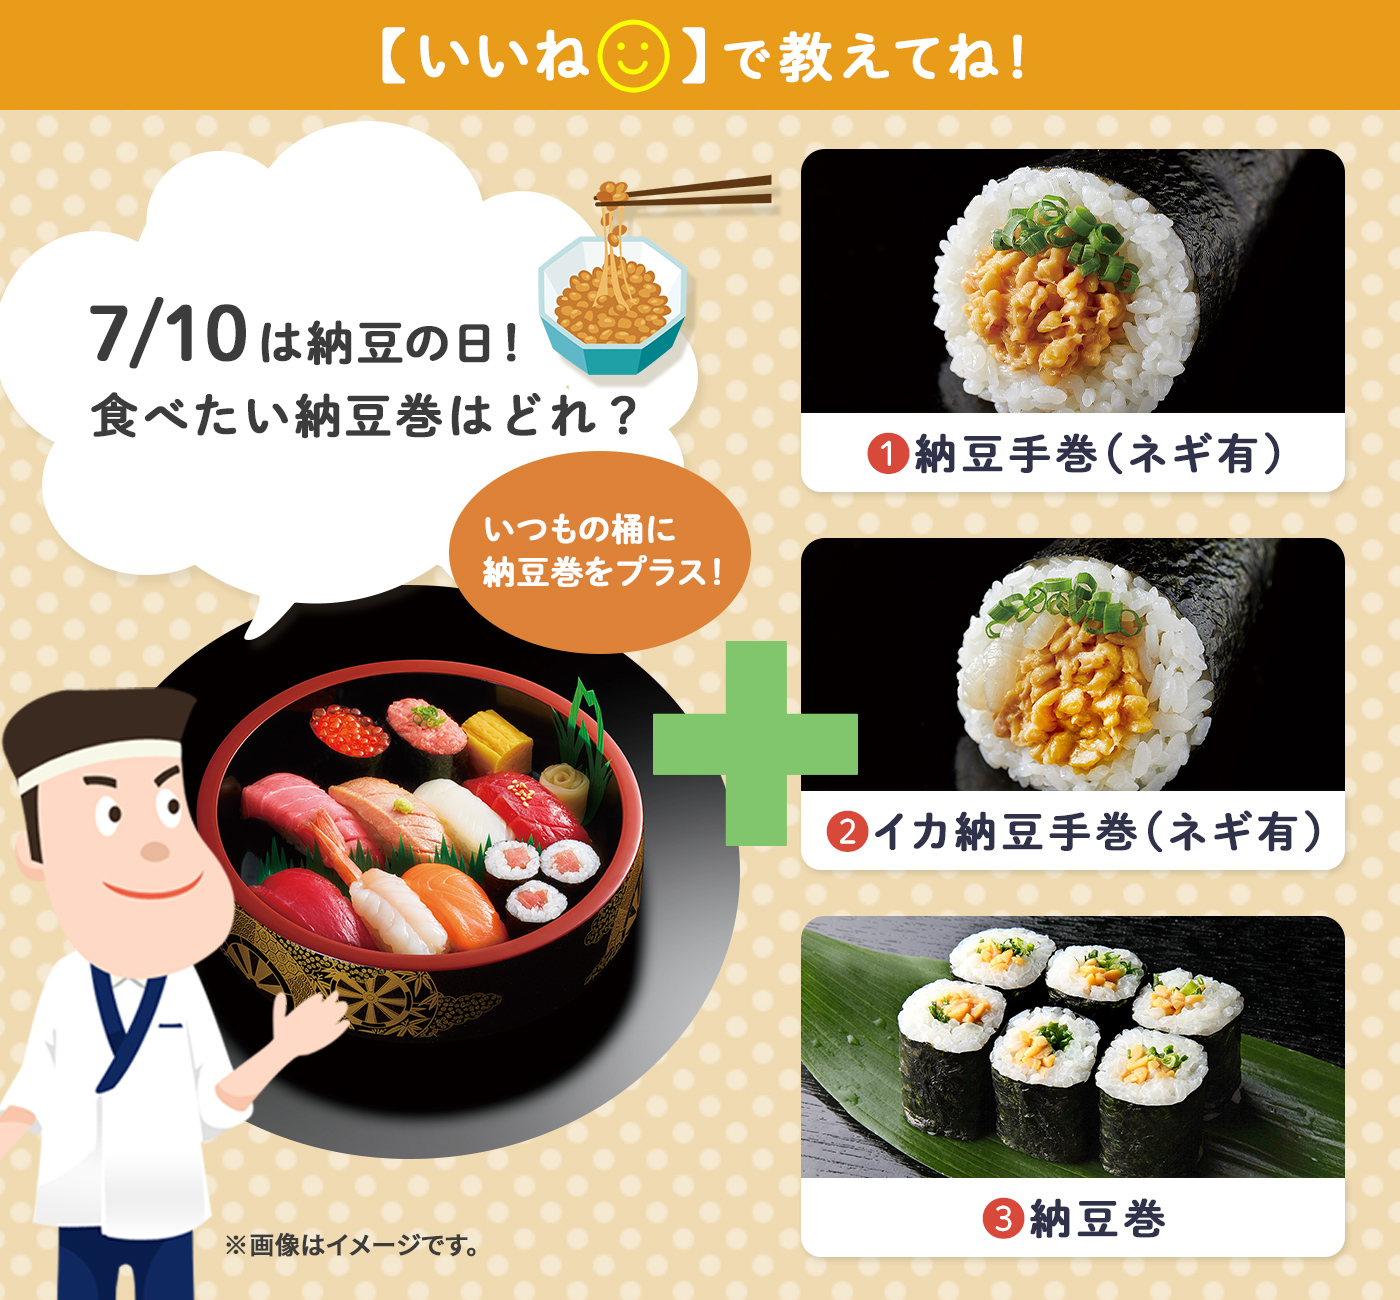 【いいね】で教えてね!
7/10は納豆の日!
食べたい納豆巻はどれ?
いつもの桶に
納豆巻をプラス!
①納豆手巻(ネギ有)
②イカ納豆手巻(ネギ有)
③納豆巻
※画像はイメージです。